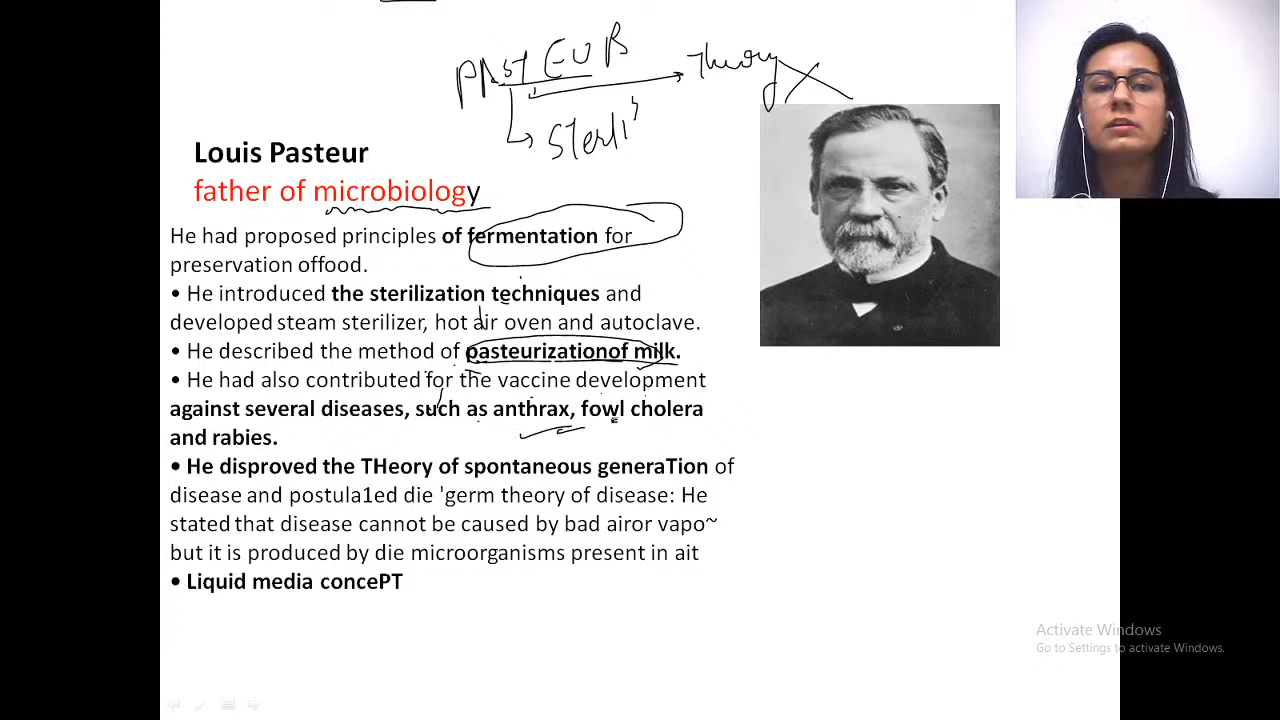 PASTEUR
Theory
Sterli
Louis Pasteur
father of microbiology
He had proposed principles of fermentation for
preservation offood.
• He introduced the sterilization techniques and
developed steam sterilizer, hot air oven and autoclave.
• He described the method of pasteurizationof milk.
• He had also contributed for the vaccine development
against several diseases, such as anthrax, fowl cholera
and rabies.
• He disproved the THeory of spontaneous generaTion of
disease and postula1ed die 'germ theory of disease: He
stated that disease cannot be caused by bad airor vapo~
but it is produced by die microorganisms present in ait
• Liquid media concePT
Activate Windows
Go to Settings to activate Windows.